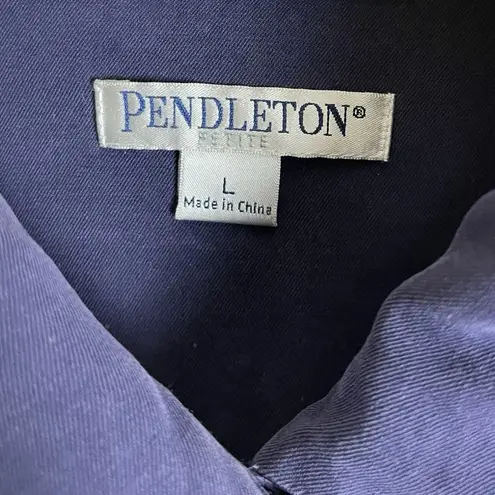 PENDLETON®
PETITE
L
Made in China